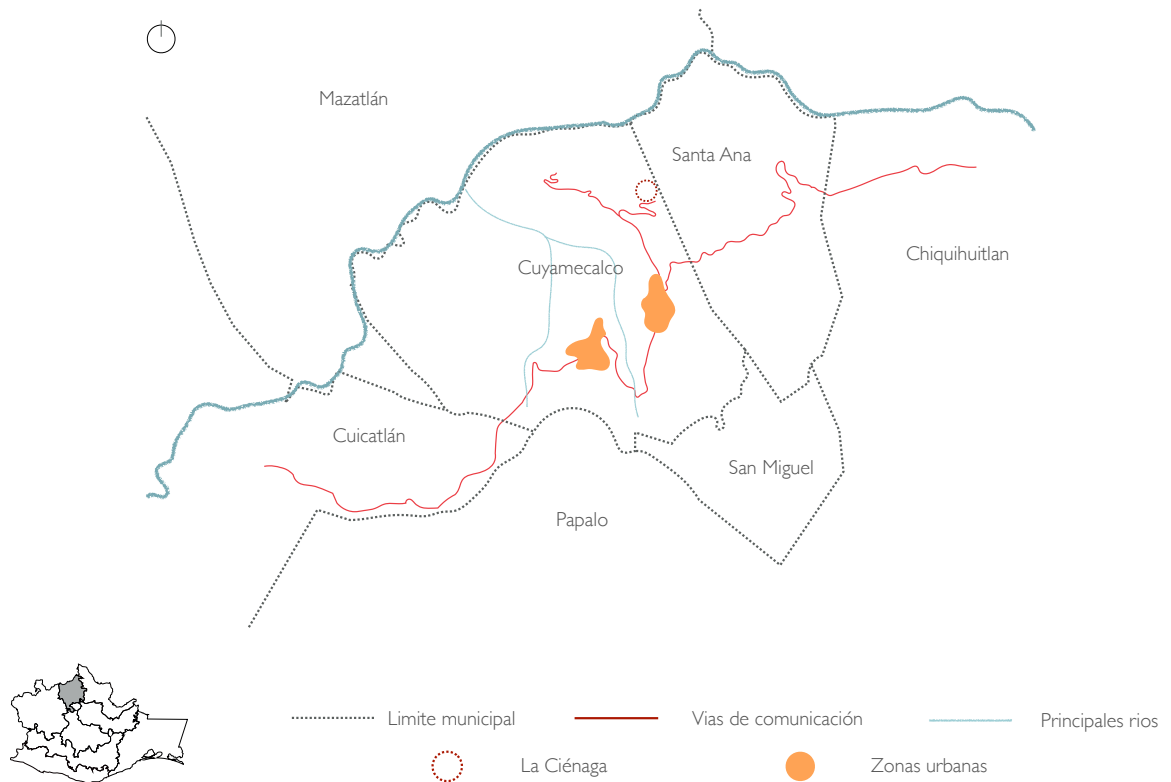 Mazatlán
Santa Ana
Chiquihuitlan
Cuyamecalco
Cuicatlán
San Miguel
Papalo
Limite municipal
Vias de comunicación
Principales rios
La Ciénaga
Zonas urbanas